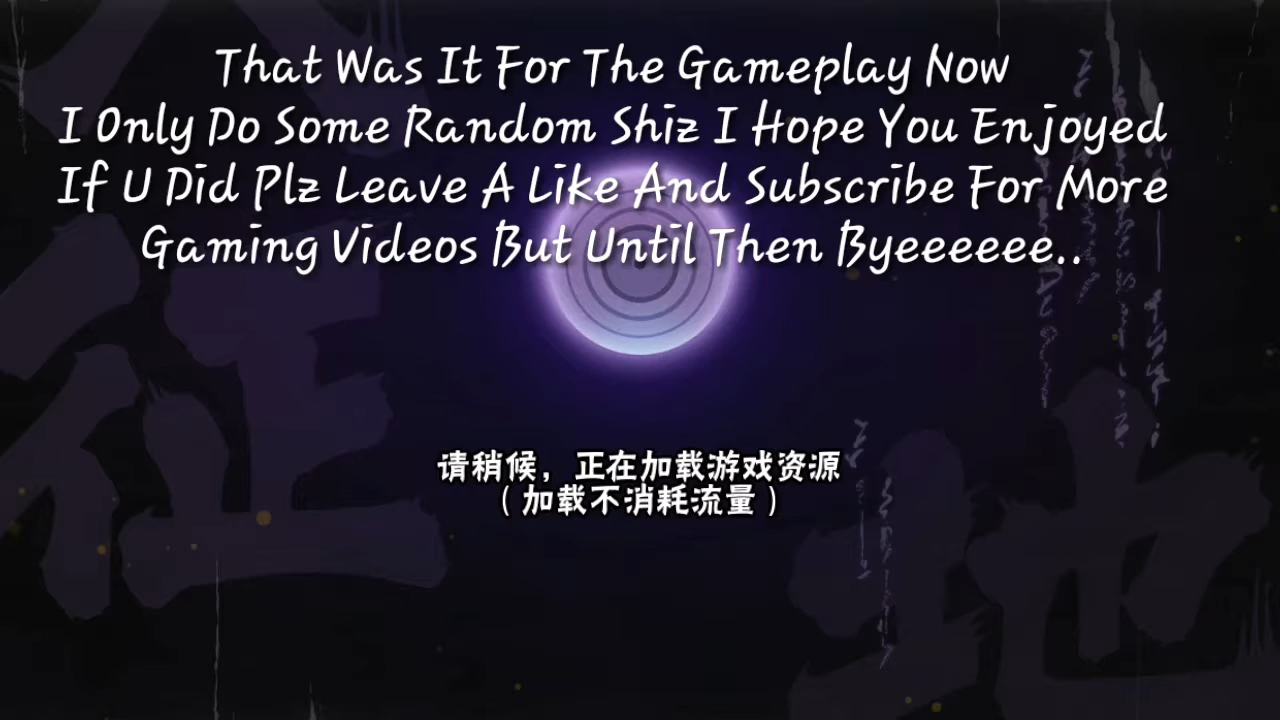 That Was It For The Gameplay Now
I Only Do Some Random Shiz I Hope You Enjoyed
If U Did Plz Leave A Like And Subscribe For More
Gaming Videos But Until Then Byeeeeee..
请稍候，正在加载游戏资源
（加载不消耗流量）